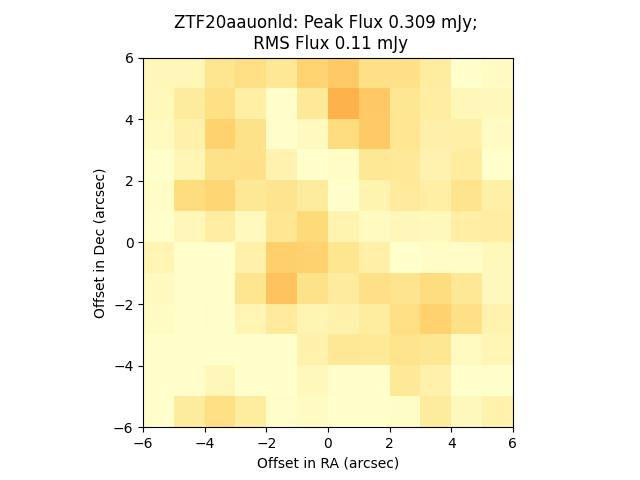 ZTF20aauonld: Peak Flux 0.309 mJy;
RMS Flux 0.11 mJy
6
4
2
0
−2
−4
−6
Offset in Dec (arcsec)
−6 −4 −2 0 2 4 6
Offset in RA (arcsec)